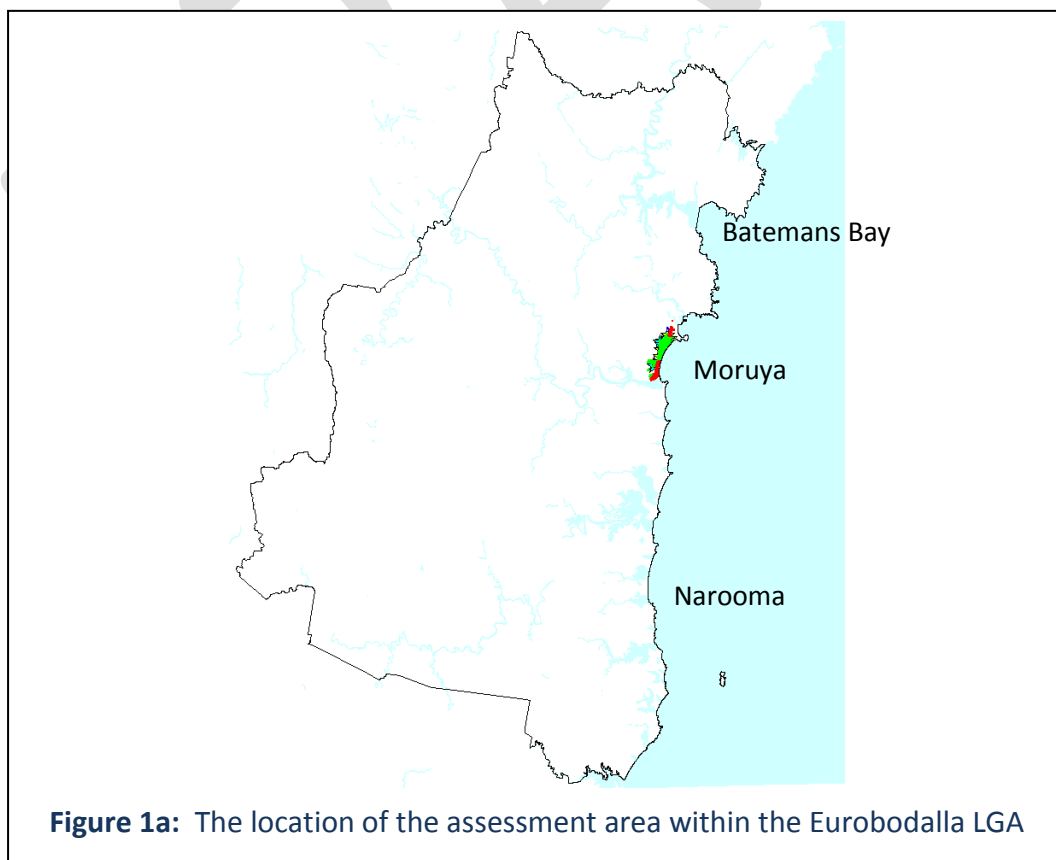 Batemans Bay
Moruya
Narooma
Figure 1a: The location of the assessment area within the Eurobodalla LGA